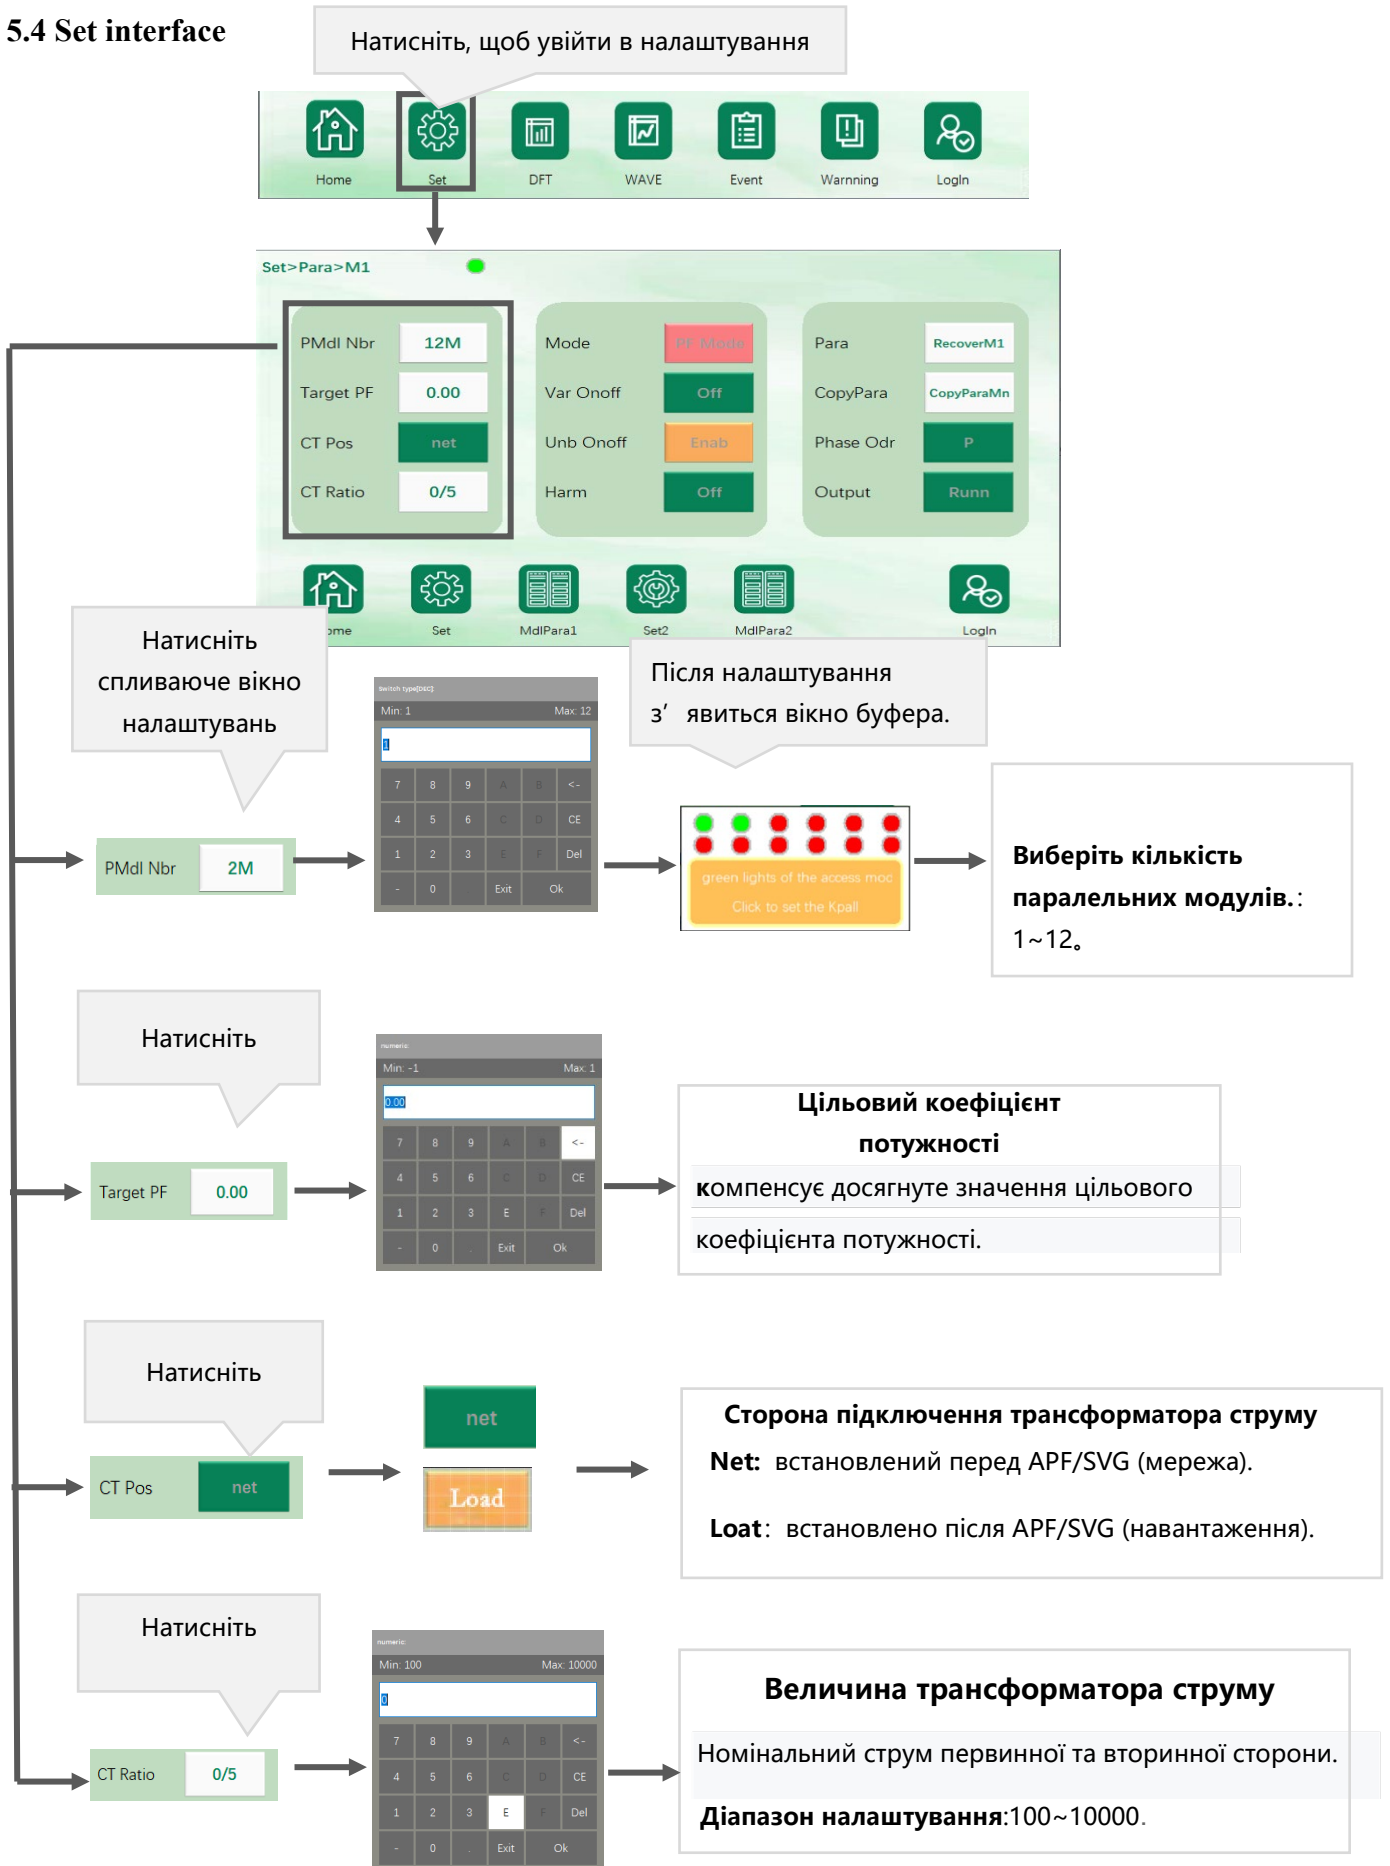 5.4 Set interface
Натисніть, щоб увійти в налаштування
Home
Set
DFT
WAVE
Event
Warnning
LogIn
Set>Para>M1
PMdl Nbr
12M
Target PF
0.00
CT Pos
net
CT Ratio
0/5
Mode
PF Mode
Var Onoff
Off
Unb Onoff
Enab
Harm
Off
Para
RecoverM1
CopyPara
CopyParaMn
Phase Odr
P
Output
Runn
ome
Set
MdlPara1
Set2
MdlPara2
LogIn
Натисніть
спливаюче вікно
налаштувань
Після налаштування
з’ явиться вікно буфера.
PMdl Nbr
2M
Switch type[DEC]:
Min: 1
Max: 12
1
7 8 9 A B <-
4 5 6 C D CE
1 2 3 E F Del
- 0 . Exit Ok
green lights of the access moc
Click to set the Kpall
Виберіть кількість
паралельних модулів.:
1~12。
Натисніть
Target PF
0.00
numeric:
Min: -1
Max: 1
0.00
7 8 9 A B <-
4 5 6 C D CE
1 2 3 E F Del
- 0 . Exit Ok
Цільовий коефіцієнт
потужності
компенсує досягнуте значення цільового
коефіцієнта потужності.
Натисніть
CT Pos
net
net
Load
Сторона підключення трансформатора струму
Net: встановлений перед APF/SVG (мережа).
Loat: встановлено після APF/SVG (навантаження).
Натисніть
CT Ratio
0/5
numeric:
Min: 100
Max: 10000
0
7 8 9 A B <-
4 5 6 C D CE
1 2 3 E F Del
- 0 . Exit Ok
Величина трансформатора струму
Номінальний струм первинної та вторинної сторони.
Діапазон налаштування:100~10000.